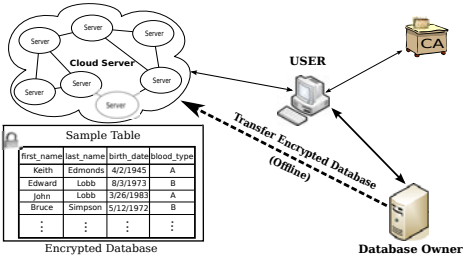 Server
Server
Server
Cloud Server
Server
Server
Server
Server
USER
CA
Transfer Encrypted Database
(Offline)
Sample Table
first_name last_name birth_date blood_type
Keith Edmonds 4/2/1945 A
Edward Lobb 8/3/1973 B
John Lobb 3/26/1983 A
Bruce Simpson 5/12/1972 B
⋮ ⋮ ⋮ ⋮
Encrypted Database
Database Owner